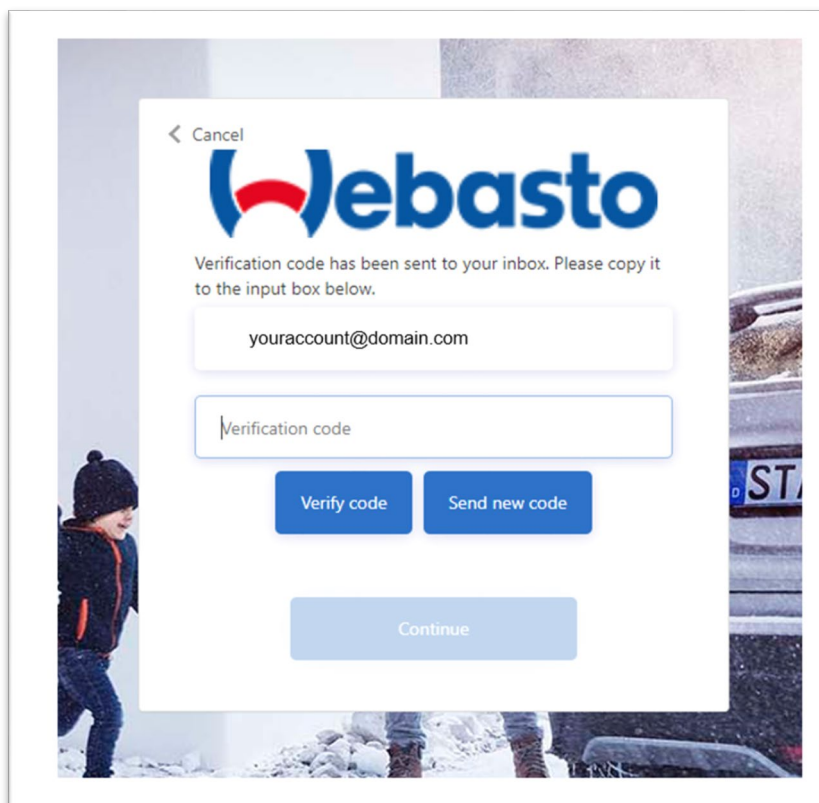 Cancel
Webasto
Verification code has been sent to your inbox. Please copy it
to the input box below.
youraccount@domain.com
Verification code
Verify code
Send new code
Continue
D
STA